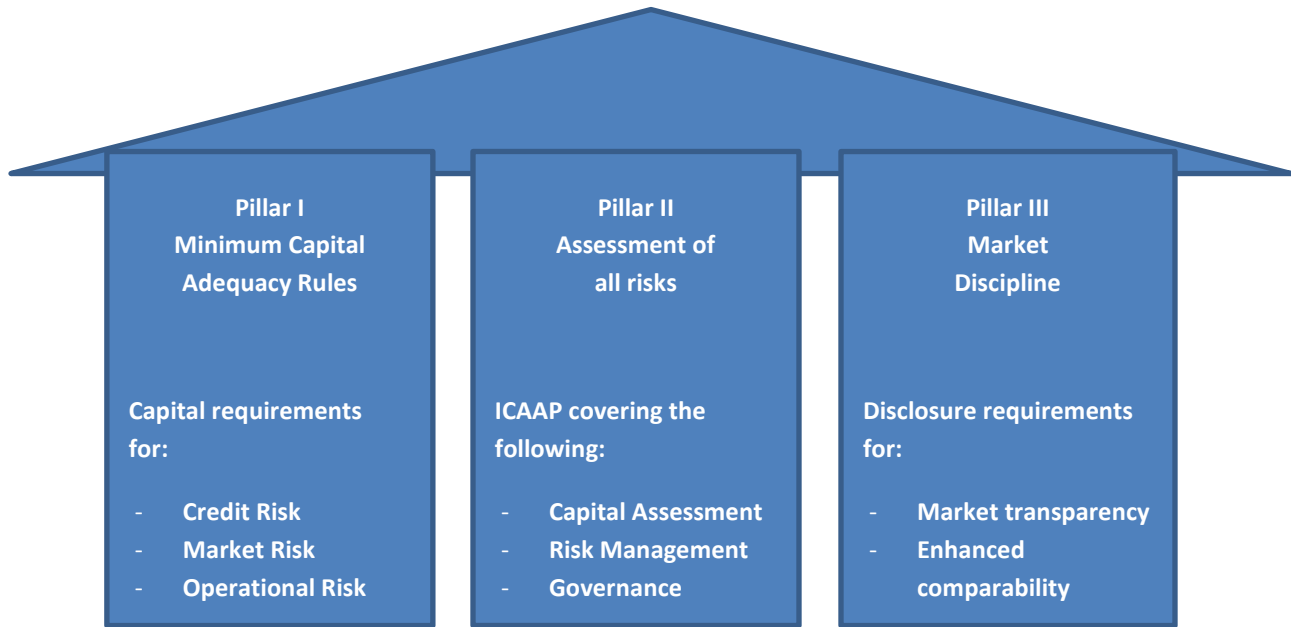 Pillar I
Minimum Capital
Adequacy Rules
Capital requirements
for:
- Credit Risk
- Market Risk
- Operational Risk
Pillar II
Assessment of
all risks
ICAAP covering the
following:
- Capital Assessment
- Risk Management
- Governance
Pillar III
Market
Discipline
Disclosure requirements
for:
- Market transparency
- Enhanced
comparability